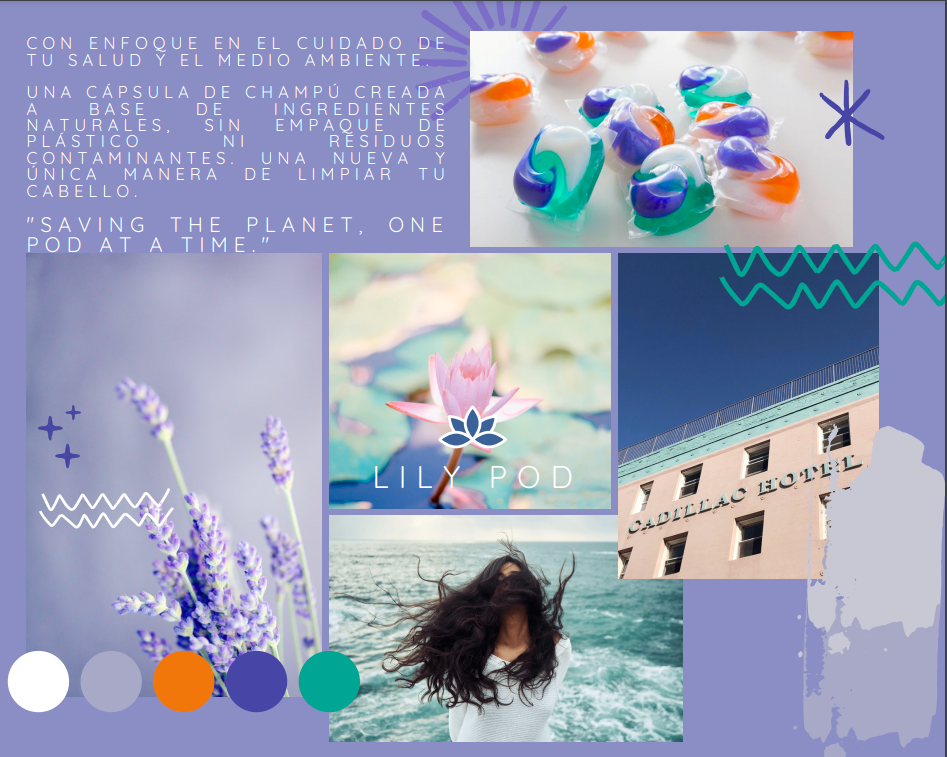 CON ENFOQUE EN EL CUIDADO DE
TU SALUD Y EL MEDIO AMBIENTE.
UNA CÁPSULA DE CHAMPÚ CREADA
A BASE DE INGREDIENTES
NATURALES, SIN EMPAQUE DE
PLÁSTICO NI RESIDUOS
CONTAMINANTES. UNA NUEVA Y
ÚNICA MANERA DE LIMPIAR TU
CABELLO.
"SAVING THE PLANET, ONE
POD AT A TIME."
LILY POD
CADILLAC HOTEL